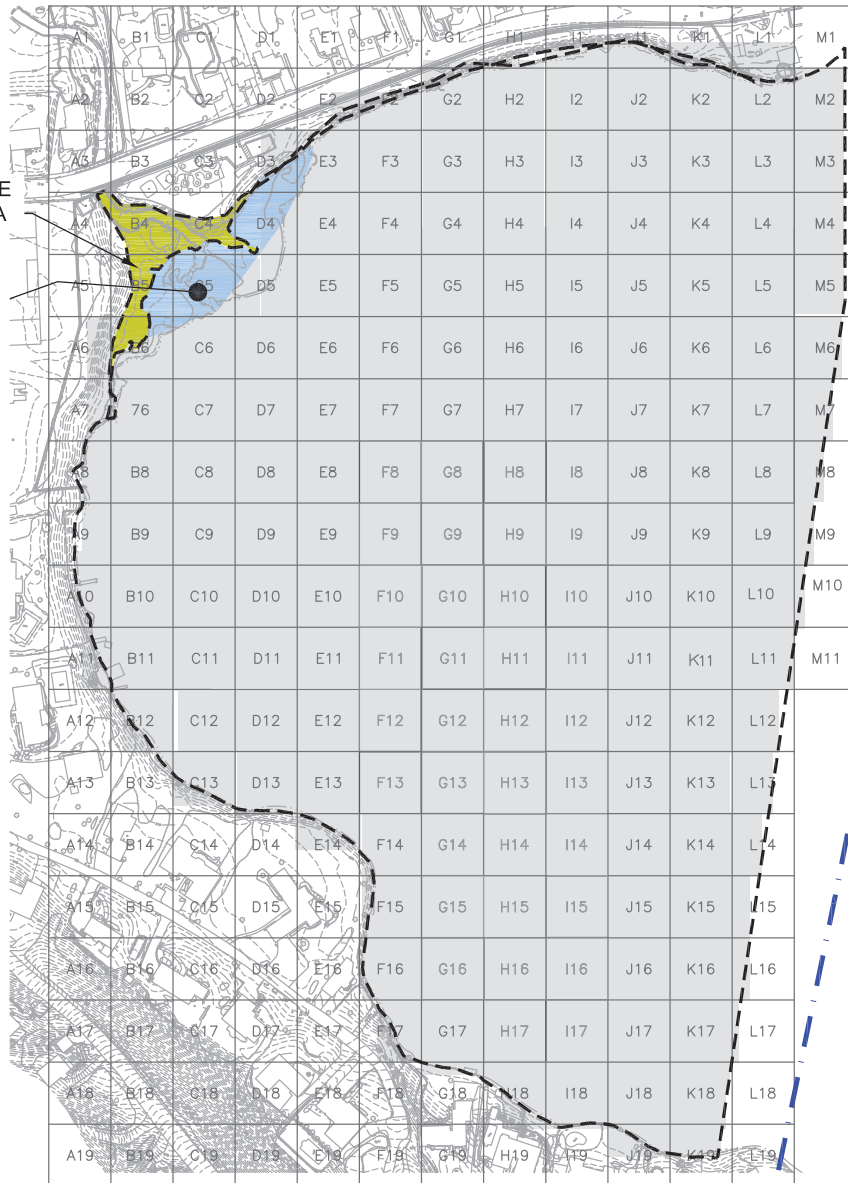 A1 B1 C1 D1 E1 F1 G1 H1 I1 J1 K1 L1 M1
A2 B2 C2 D2 E2 F2 G2 H2 I2 J2 K2 L2 M2
A3 B3 C3 D3 E3 F3 G3 H3 I3 J3 K3 L3 M3
E
A
A4 B4 C4 D4 E4 F4 G4 H4 I4 J4 K4 L4 M4
A5 B5 C5 D5 E5 F5 G5 H5 I5 J5 K5 L5 M5
A6 B6 C6 D6 E6 F6 G6 H6 I6 J6 K6 L6 M6
A7 76 C7 D7 E7 F7 G7 H7 I7 J7 K7 L7 M7
A8 B8 C8 D8 E8 F8 G8 H8 I8 J8 K8 L8 M8
A9 B9 C9 D9 E9 F9 G9 H9 I9 J9 K9 L9 M9
A10 B10 C10 D10 E10 F10 G10 H10 I10 J10 K10 L10 M10
A11 B11 C11 D11 E11 F11 G11 H11 I11 J11 K11 L11 M11
A12 B12 C12 D12 E12 F12 G12 H12 I12 J12 K12 L12
A13 B13 C13 D13 E13 F13 G13 H13 I13 J13 K13 L13
A14 B14 C14 D14 E14 F14 G14 H14 I14 J14 K14 L14
A15 B15 C15 D15 E15 F15 G15 H15 I15 J15 K15 L15
A16 B16 C16 D16 E16 F16 G16 H16 I16 J16 K16 L16
A17 B17 C17 D17 E17 F17 G17 H17 I17 J17 K17 L17
A18 B18 C18 D18 E18 F18 G18 H18 I18 J18 K18 L18
A19 B19 C19 D19 E19 F19 G19 H19 I19 J19 K19 L19